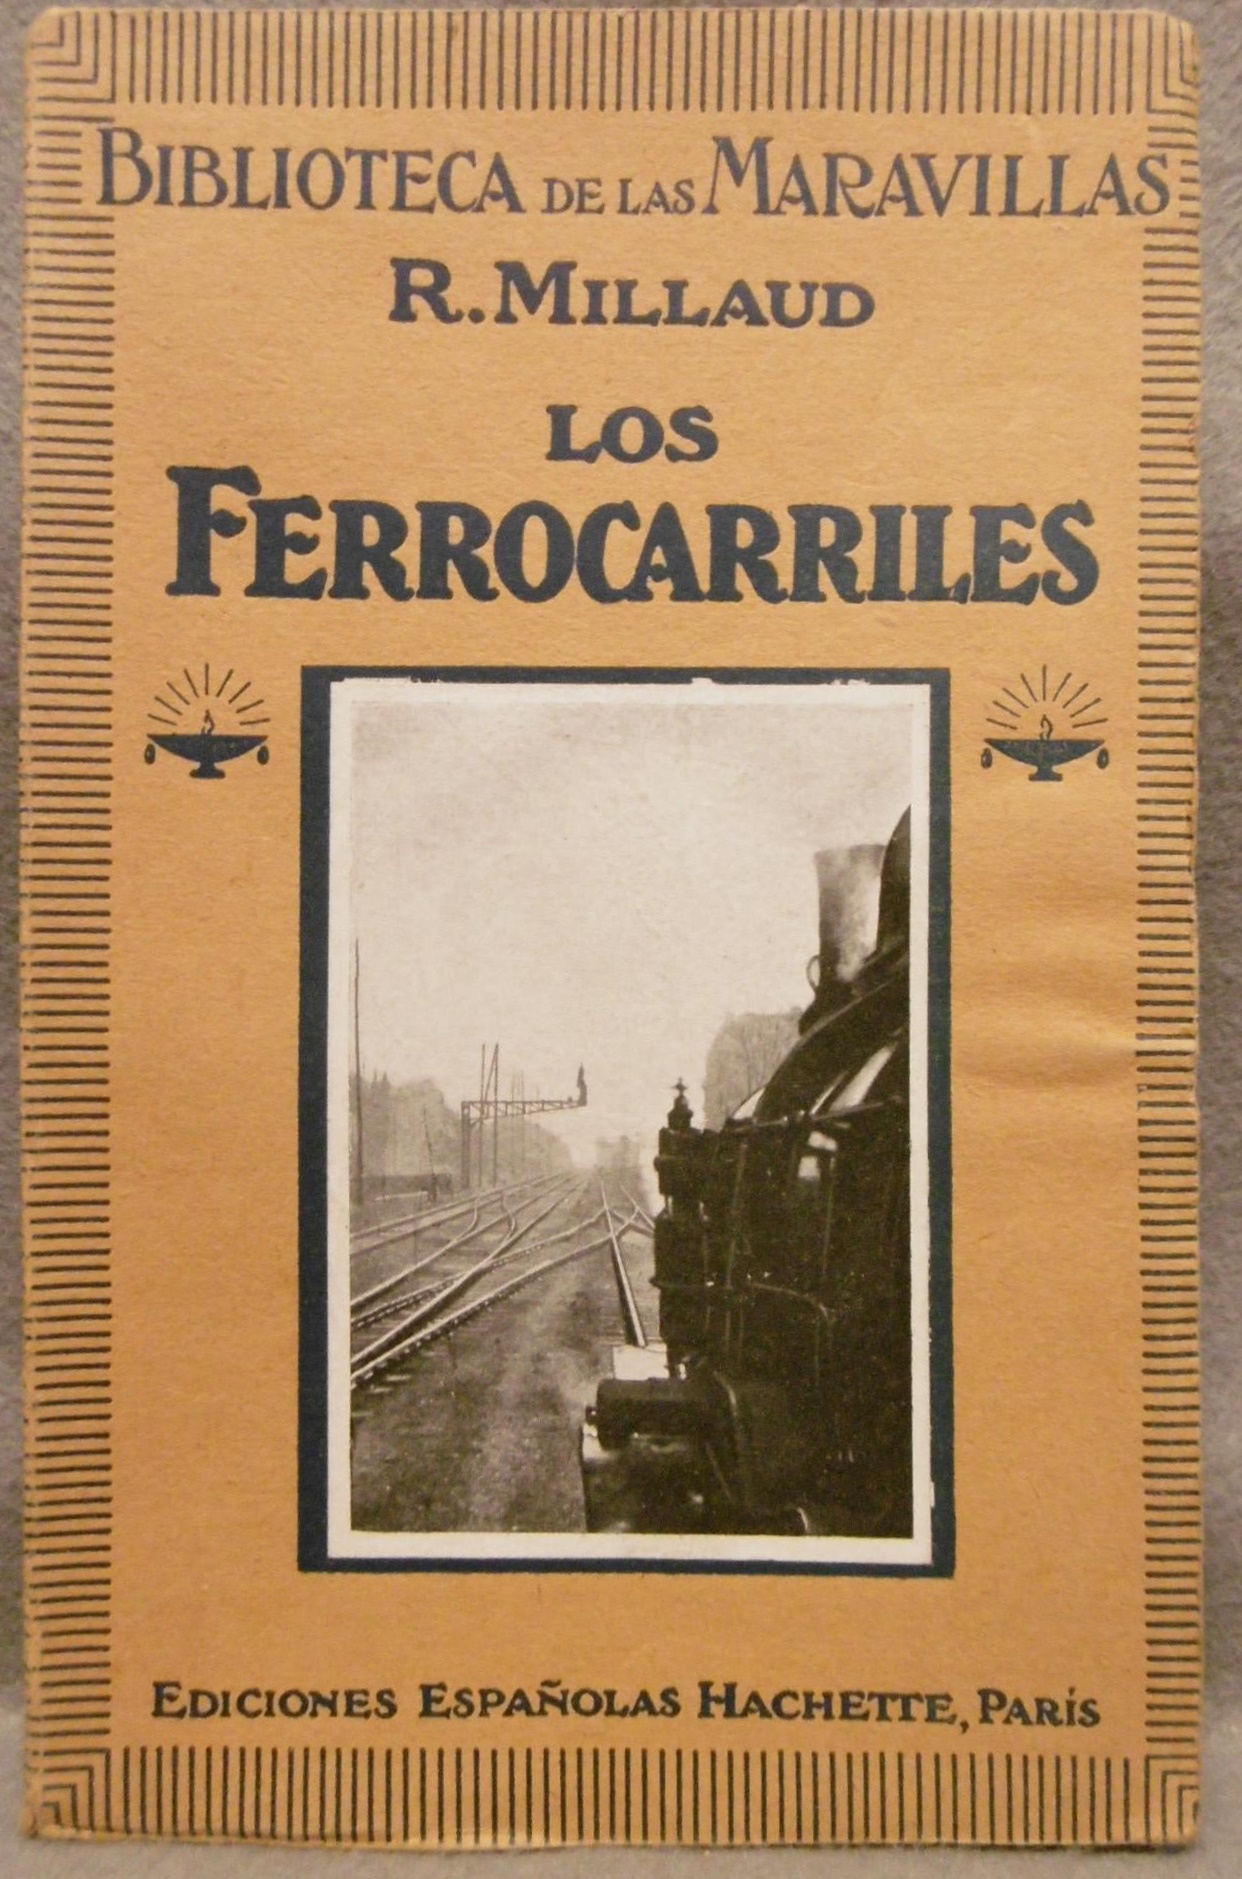 BIBLIOTECA DE LAS MARAVILLAS
R. MILLAUD
LOS
FERROCARRILES
EDICIONES ESPAÑOLAS HACHETTE, PARÍS